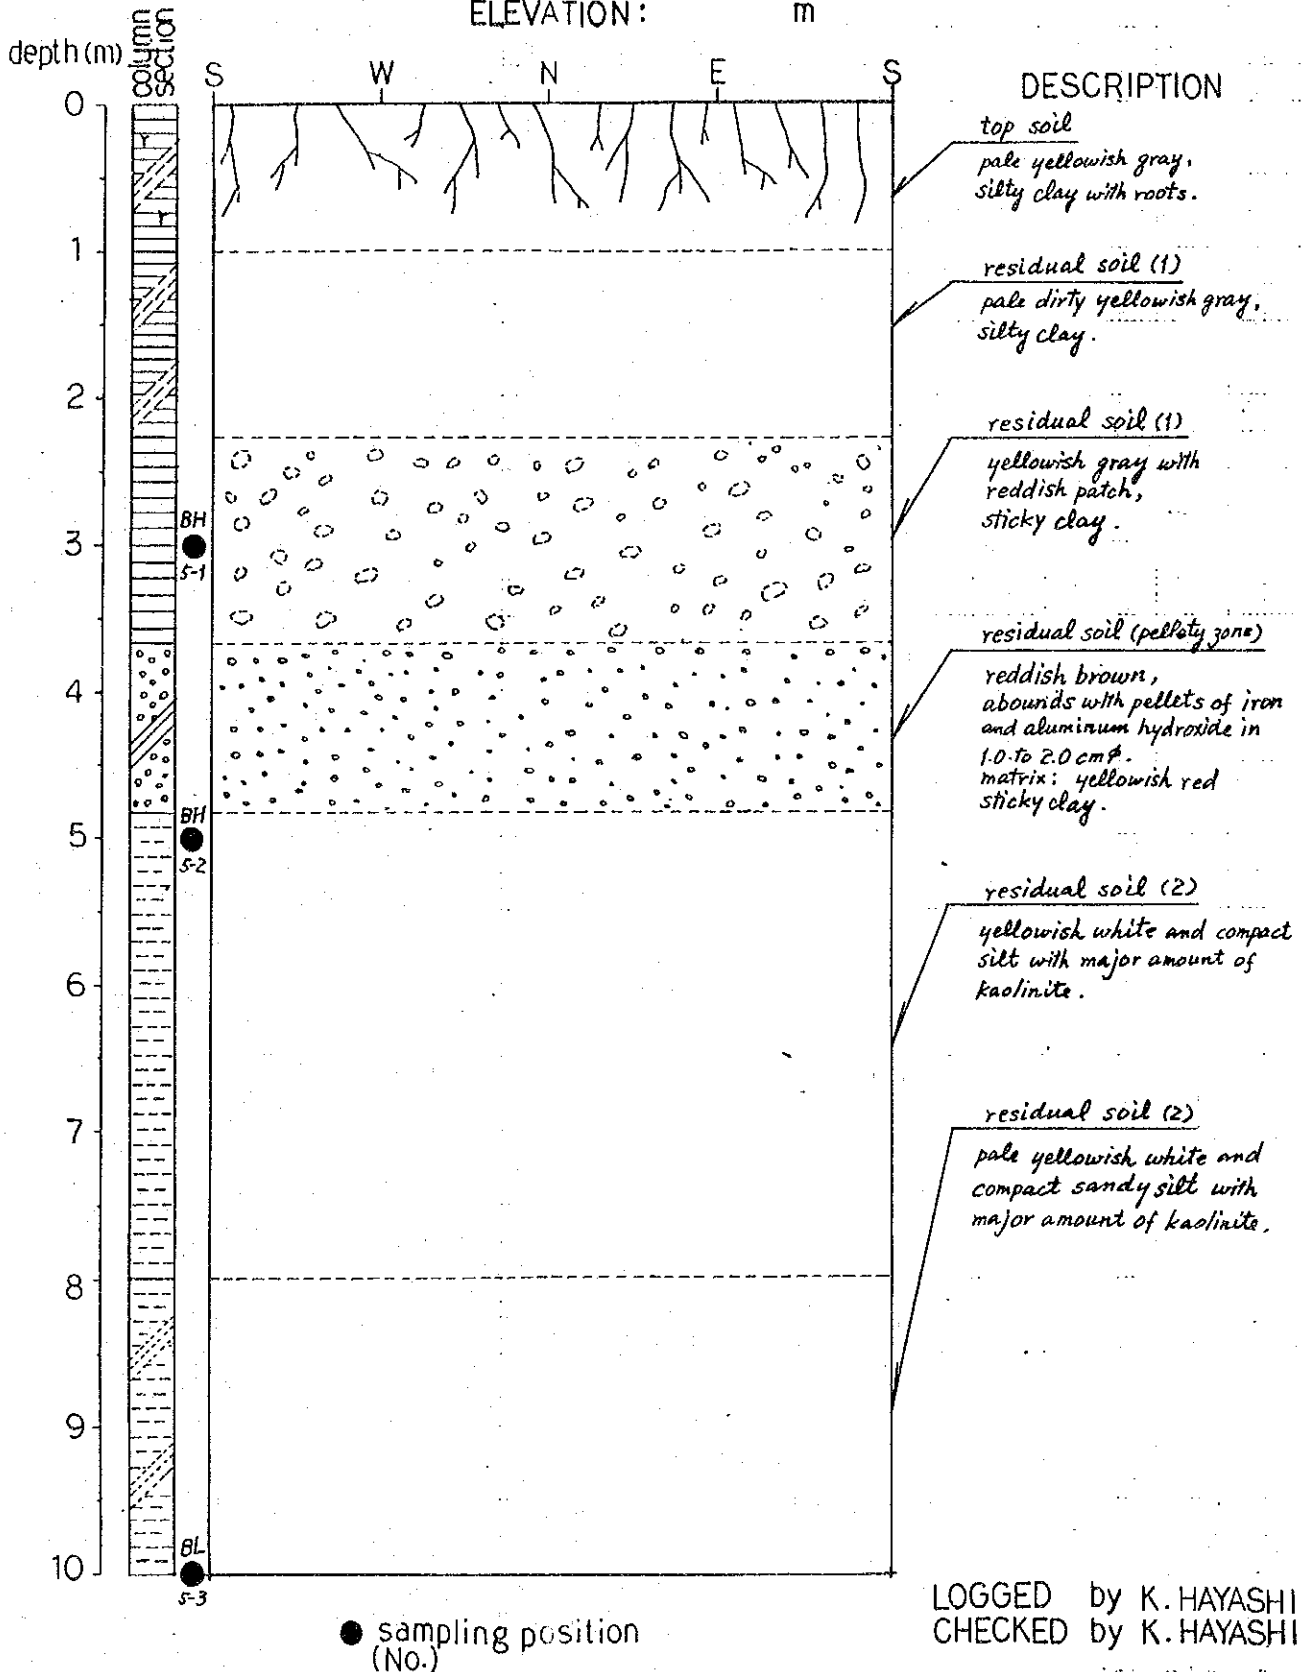 ELEVATION: m
depth (m)
column
section
S W N E S
DESCRIPTION
0
1
2
3
4
5
6
7
8
9
10
BH
5-1
BH
5-2
BL
5-3
top soil
pale yellowish gray,
silty clay with roots.
residual soil (1)
pale dirty yellowish gray,
silty clay.
residual soil (1)
yellowish gray with
reddish patch,
sticky clay.
residual soil (pellety zone)
reddish brown,
abounds with pellets of iron
and aluminum hydroxide in
1.0 to 2.0 cmφ.
matrix: yellowish red
sticky clay.
residual soil (2)
yellowish white and compact
silt with major amount of
kaolinite.
residual soil (2)
pale yellowish white and
compact sandy silt with
major amount of kaolinite.
● sampling position
(No.)
LOGGED by K. HAYASHI
CHECKED by K. HAYASHI